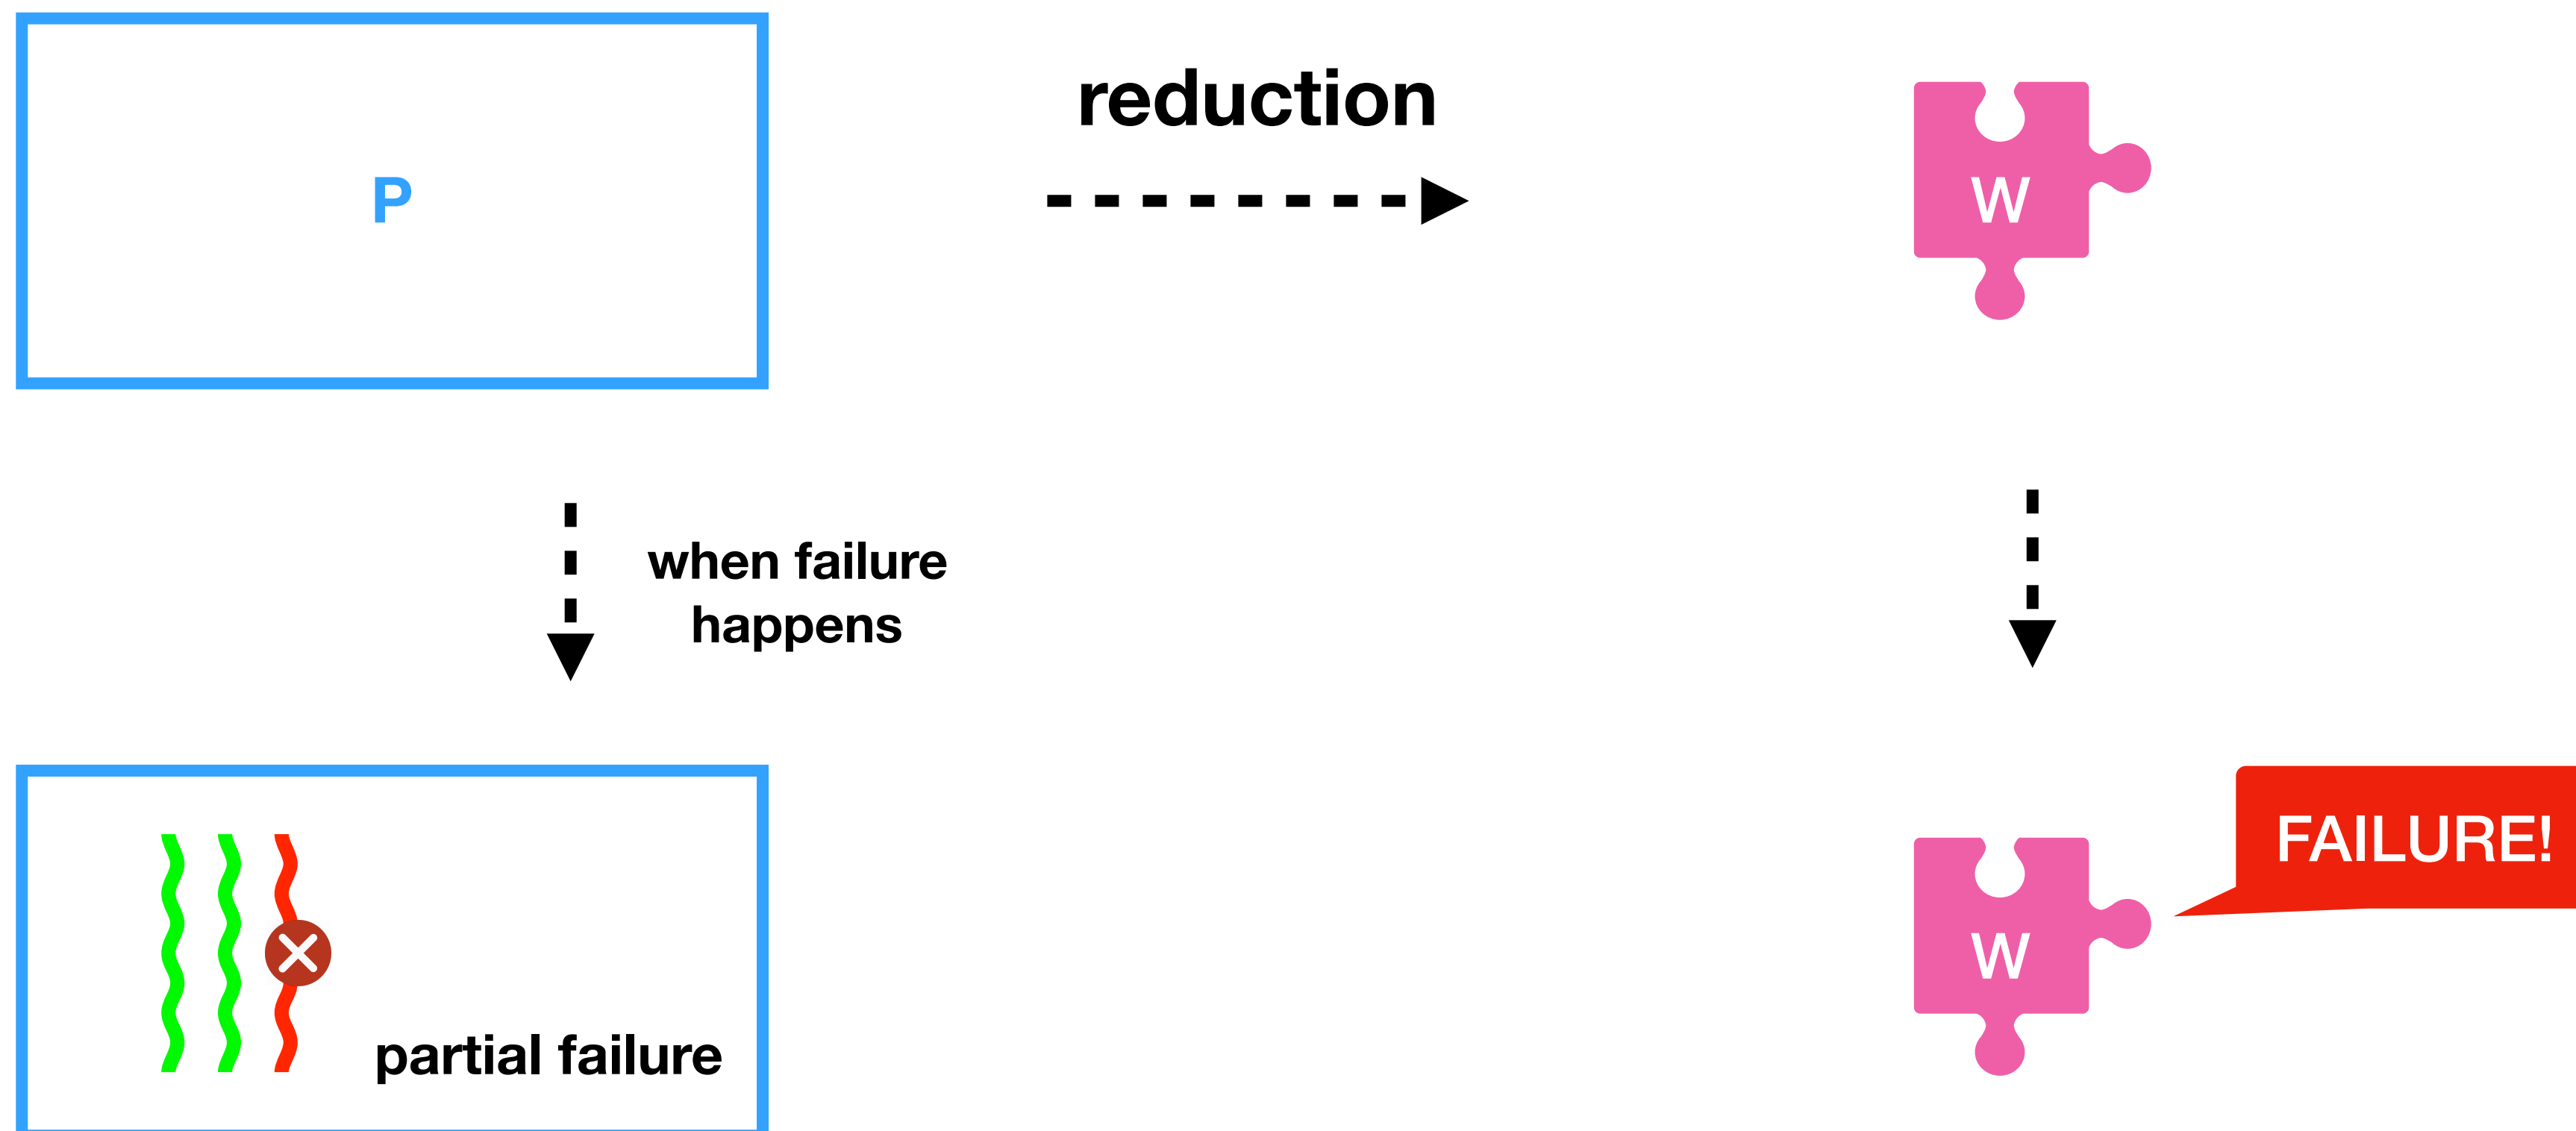 reduction
P
W
when failure
happens
FAILURE!
W
partial failure